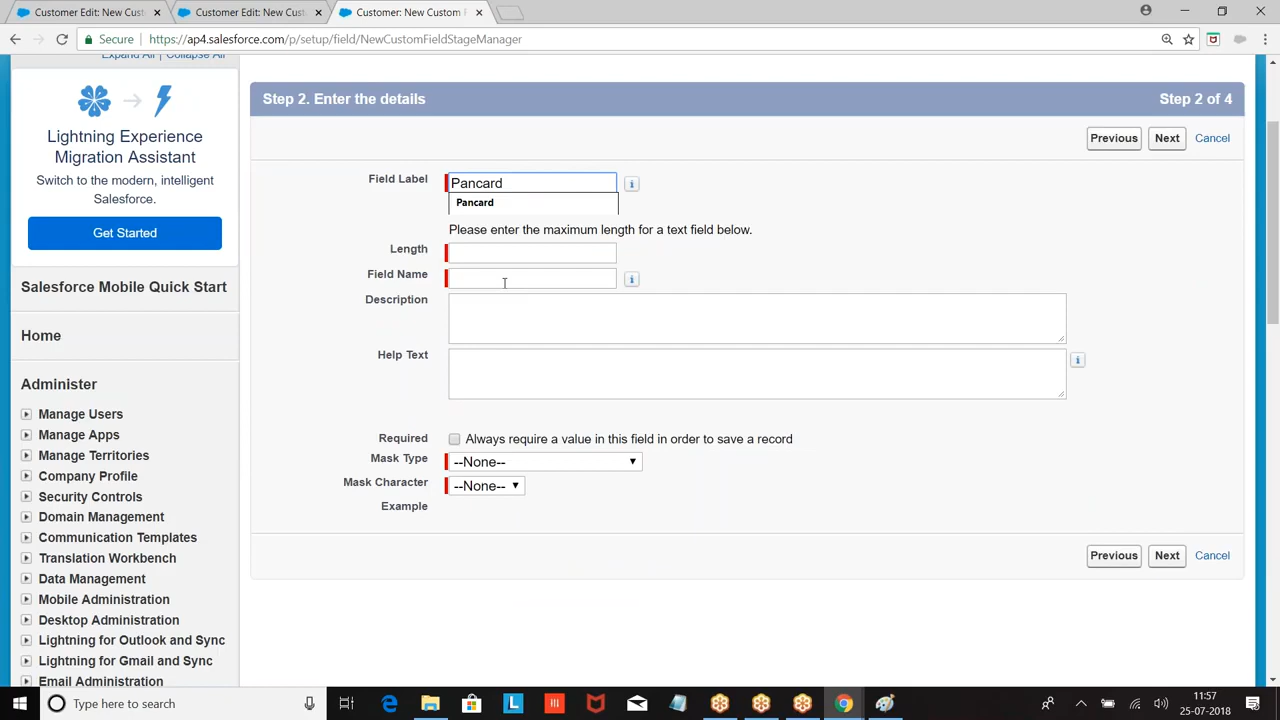 Customer Edit: New Cust
Customer Edit: New Cust
Customer: New Custom F
Secure
https://ap4.salesforce.com/p/setup/field/NewCustomFieldStageManager
Expand All | Collapse All
Lightning Experience
Migration Assistant
Switch to the modern, intelligent
Salesforce.
Get Started
Salesforce Mobile Quick Start
Home
Administer
Manage Users
Manage Apps
Manage Territories
Company Profile
Security Controls
Domain Management
Communication Templates
Translation Workbench
Data Management
Mobile Administration
Desktop Administration
Lightning for Outlook and Sync
Lightning for Gmail and Sync
Email Administration
Step 2. Enter the details
Step 2 of 4
Previous
Next
Cancel
Field Label
Pancard
Pancard
Please enter the maximum length for a text field below.
Length
Field Name
Description
Help Text
Required
Always require a value in this field in order to save a record
Mask Type
--None--
Mask Character
--None--
Example
Previous
Next
Cancel
Type here to search
11:57
25-07-2018